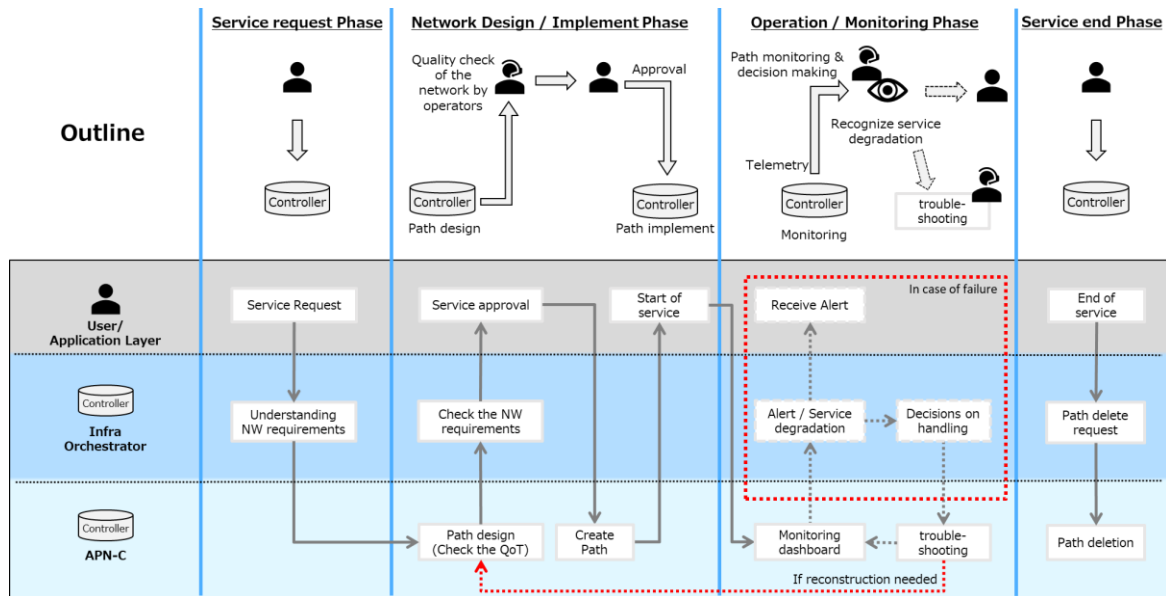 Service request Phase
Network Design / Implement Phase
Operation / Monitoring Phase
Service end Phase
Outline
Controller
Quality check
of the
network by
operators
Approval
Controller
Path design
Controller
Path implement
Path monitoring &
decision making
Recognize service
degradation
Telemetry
Controller
Monitoring
trouble-
shooting
Controller
User/
Application Layer
Service Request
Service approval
Start of
service
In case of failure
Receive Alert
End of
service
Controller
Infra
Orchestrator
Understanding
NW requirements
Check the NW
requirements
Alert / Service
degradation
Decisions on
handling
Path delete
request
Controller
APN-C
Path design
(Check the QoT)
Create
Path
Monitoring
dashboard
trouble-
shooting
Path deletion
If reconstruction needed